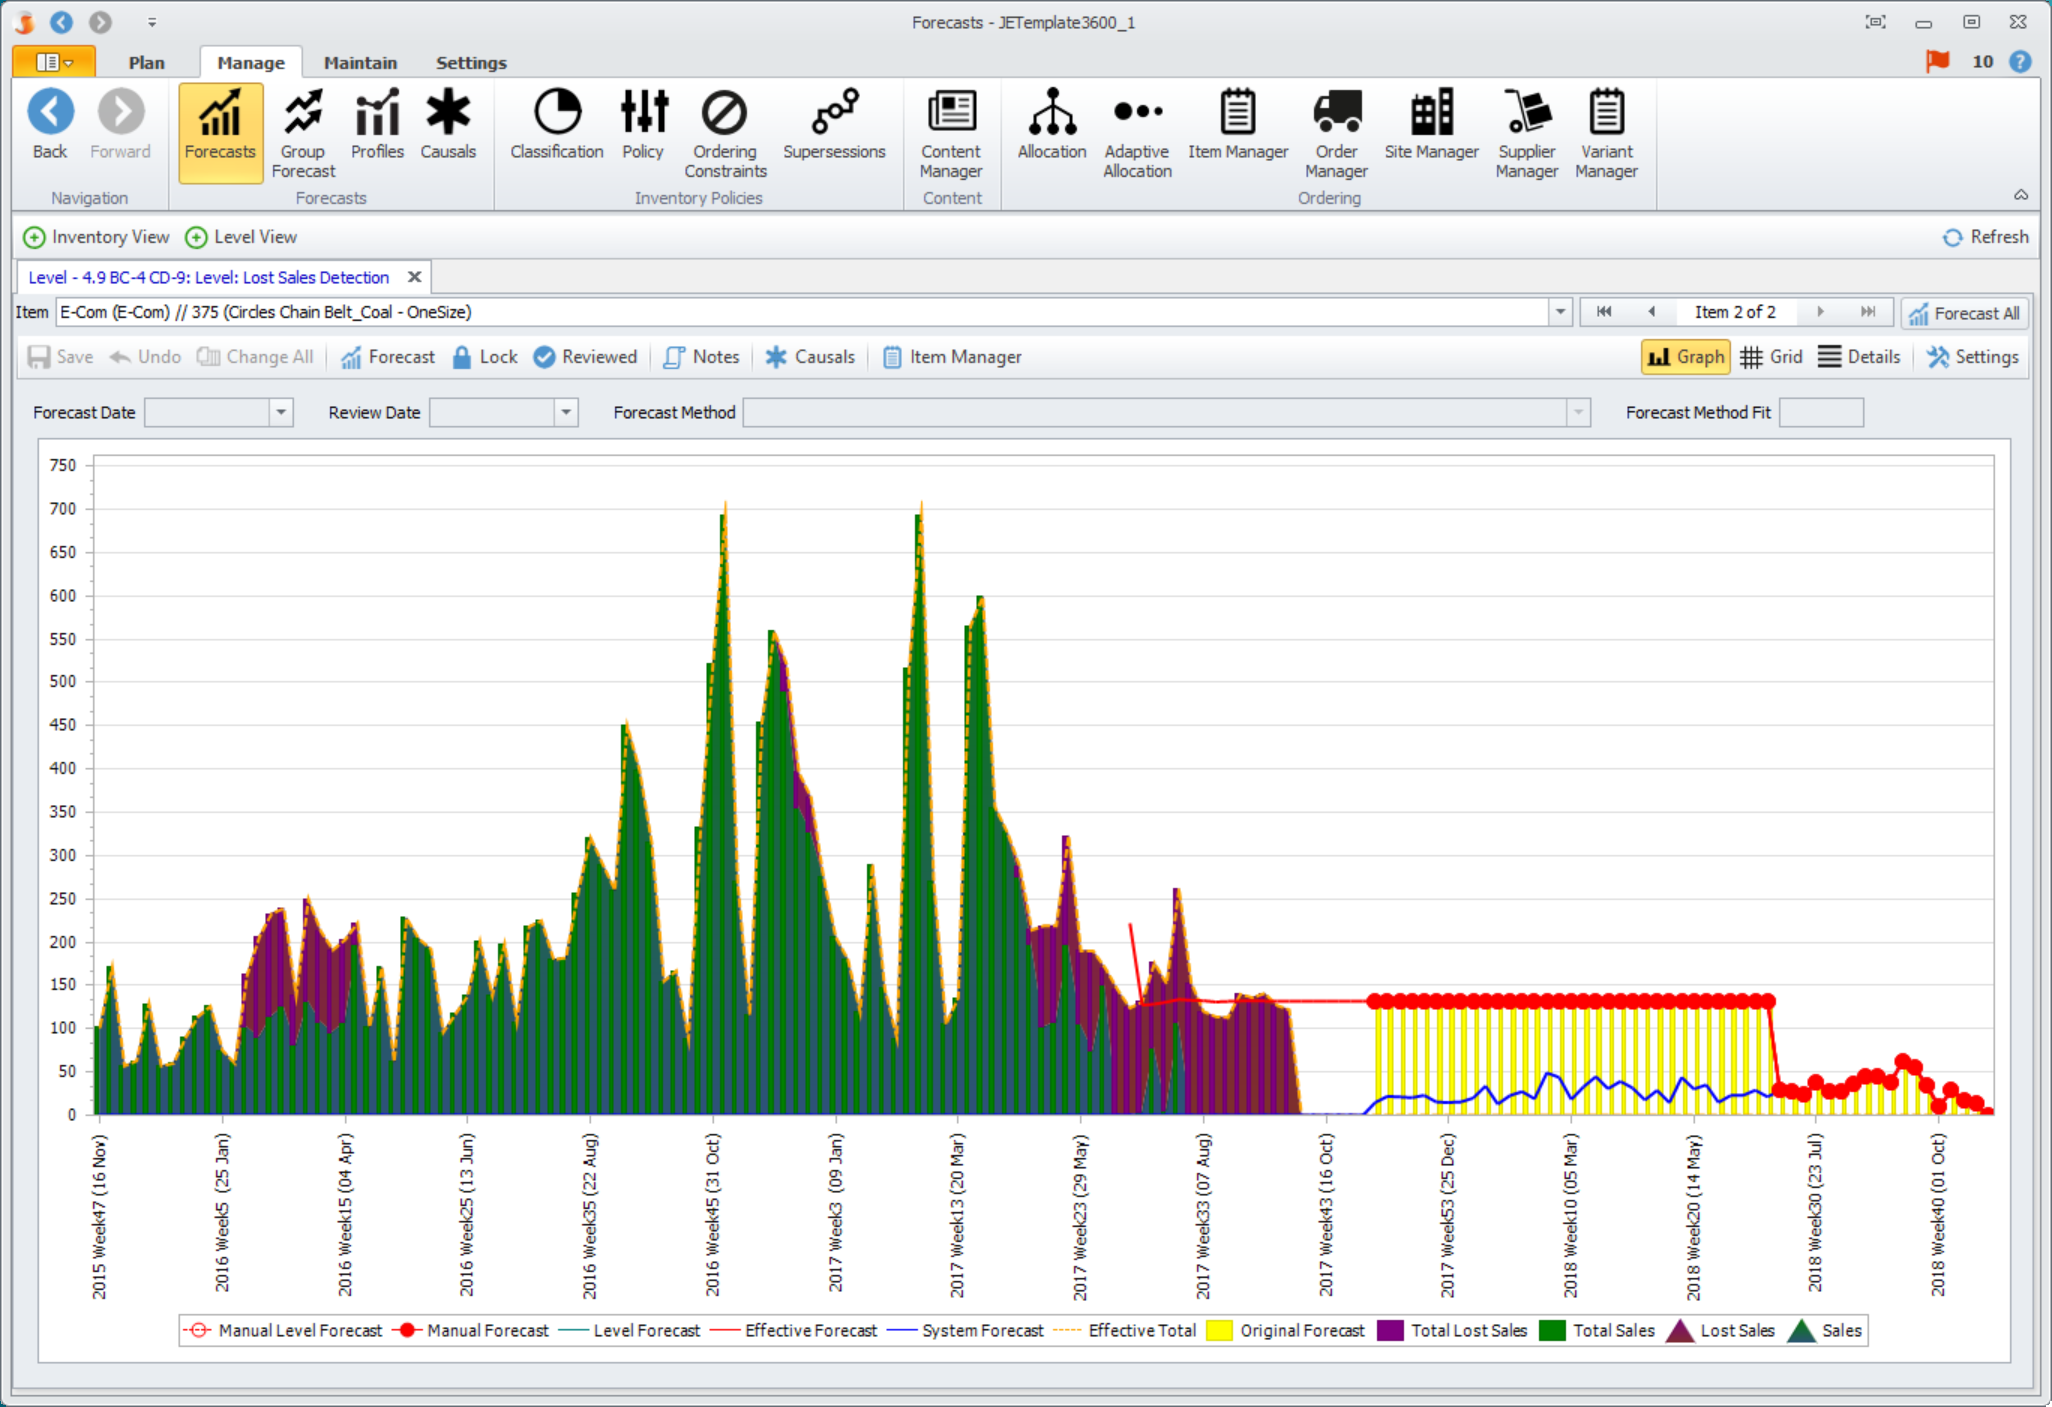 Forecasts - JETemplate3600_1
Plan Manage Maintain Settings 10 ?
Back Forward Forecasts Group Forecast Profiles Causals Classification Policy Ordering Constraints Supersessions Content Manager Allocation Adaptive Allocation Item Manager Order Manager Site Manager Supplier Manager Variant Manager
Navigation Forecasts Inventory Policies Content Ordering
Inventory View Level View Refresh
Level - 4.9 BC-4 CD-9: Level: Lost Sales Detection
Item E-Com (E-Com) // 375 (Circles Chain Belt_Coal - OneSize) Item 2 of 2 Forecast All
Save Undo Change All Forecast Lock Reviewed Notes Causals Item Manager Graph Grid Details Settings
Forecast Date Review Date Forecast Method Forecast Method Fit
750
700
650
600
550
500
450
400
350
300
250
200
150
100
50
0
2015 Week47 (16 Nov)
2016 Week5 (25 Jan)
2016 Week15 (04 Apr)
2016 Week25 (13 Jun)
2016 Week35 (22 Aug)
2016 Week45 (31 Oct)
2017 Week3 (09 Jan)
2017 Week13 (20 Mar)
2017 Week23 (29 May)
2017 Week33 (07 Aug)
2017 Week43 (16 Oct)
2017 Week53 (25 Dec)
2018 Week10 (05 Mar)
2018 Week20 (14 May)
2018 Week30 (23 Jul)
2018 Week40 (01 Oct)
Manual Level Forecast Manual Forecast Level Forecast Effective Forecast System Forecast Effective Total Original Forecast Total Lost Sales Total Sales Lost Sales Sales